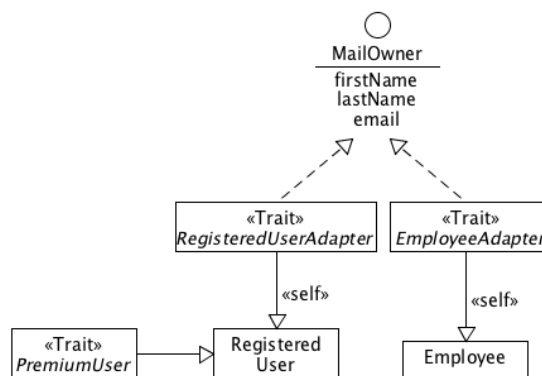 MailOwner
firstName
lastName
email
«Trait»
RegisteredUserAdapter
«Trait»
EmployeeAdapter
«self»
«self»
«Trait»
PremiumUser
Registered
User
Employee